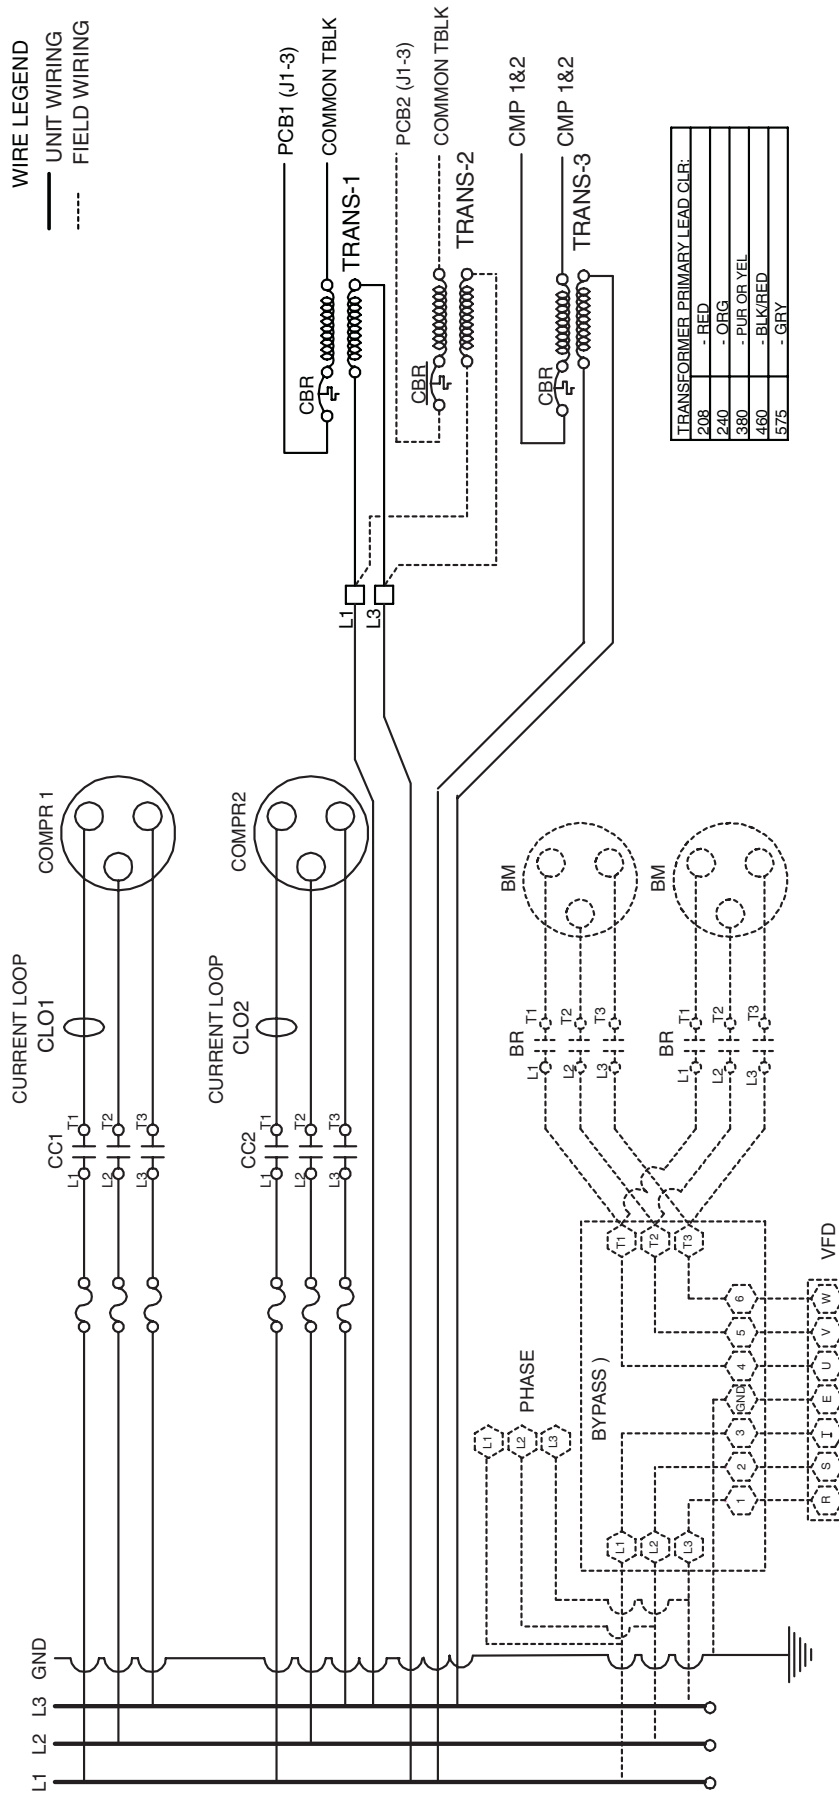 WIRE LEGEND
UNIT WIRING
FIELD WIRING
PCB1 (J1-3)
COMMON TBLK
TRANS-1
CBR
PCB2 (J1-3)
COMMON TBLK
TRANS-2
CBR
CMP 1&2
CMP 1&2
TRANS-3
CBR
TRANSFORMER PRIMARY LEAD CLR:
208 - RED
240 - ORG
380 - PUR OR YEL
460 - BLK/RED
575 - GRY
L1
L3
COMPR 1
CURRENT LOOP
CLO1
CC1
L1 T1
L2 T2
L3 T3
COMPR2
CURRENT LOOP
CLO2
CC2
L1 T1
L2 T2
L3 T3
BM
BR
L1 T1
L2 T2
L3 T3
BM
BR
L1 T1
L2 T2
L3 T3
PHASE
L1
L2
L3
BYPASS )
L1
L2
L3
T1
T2
T3
1 2 3 GND 4 5 6
R S T E U V W
VFD
GND
L3
L2
L1